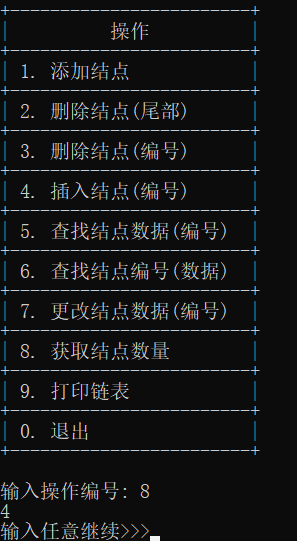 操作
1. 添加结点
2. 删除结点(尾部)
3. 删除结点(编号)
4. 插入结点(编号)
5. 查找结点数据(编号)
6. 查找结点编号(数据)
7. 更改结点数据(编号)
8. 获取结点数量
9. 打印链表
0. 退出
输入操作编号: 8
4
输入任意继续>>>